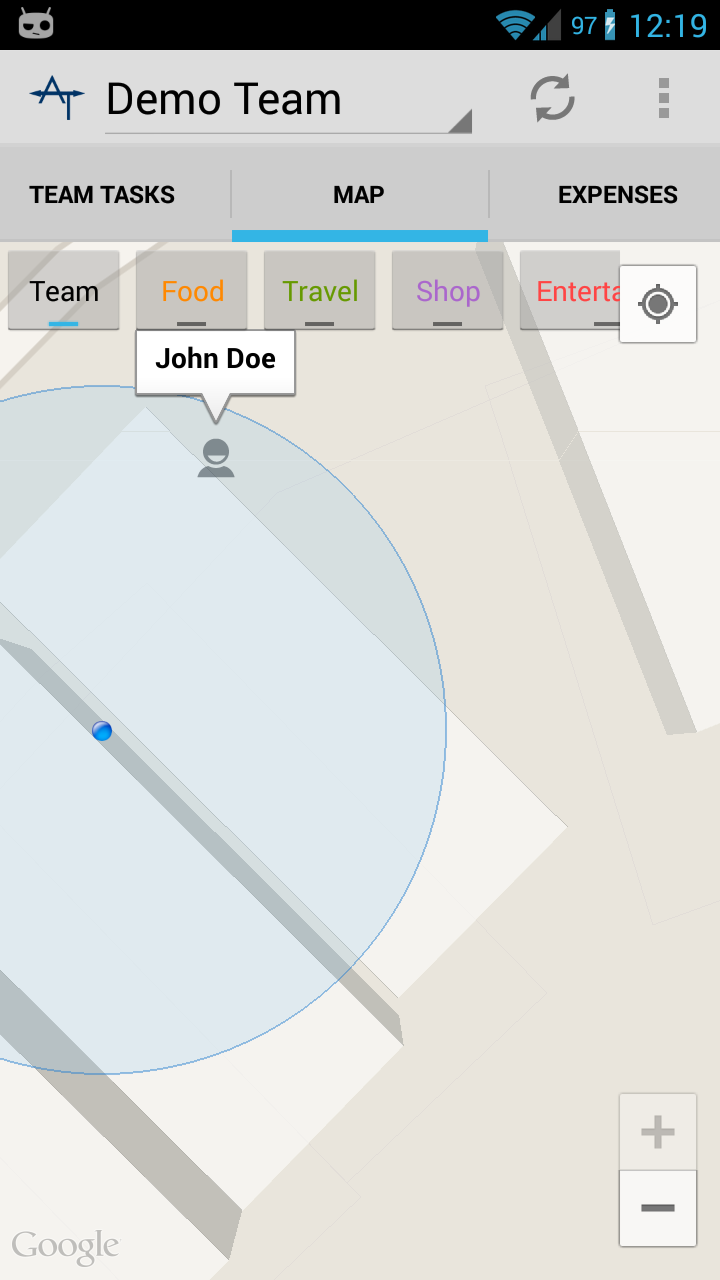 97 12:19
Demo Team
TEAM TASKS MAP EXPENSES
Team Food Travel Shop Enterta
John Doe
Google